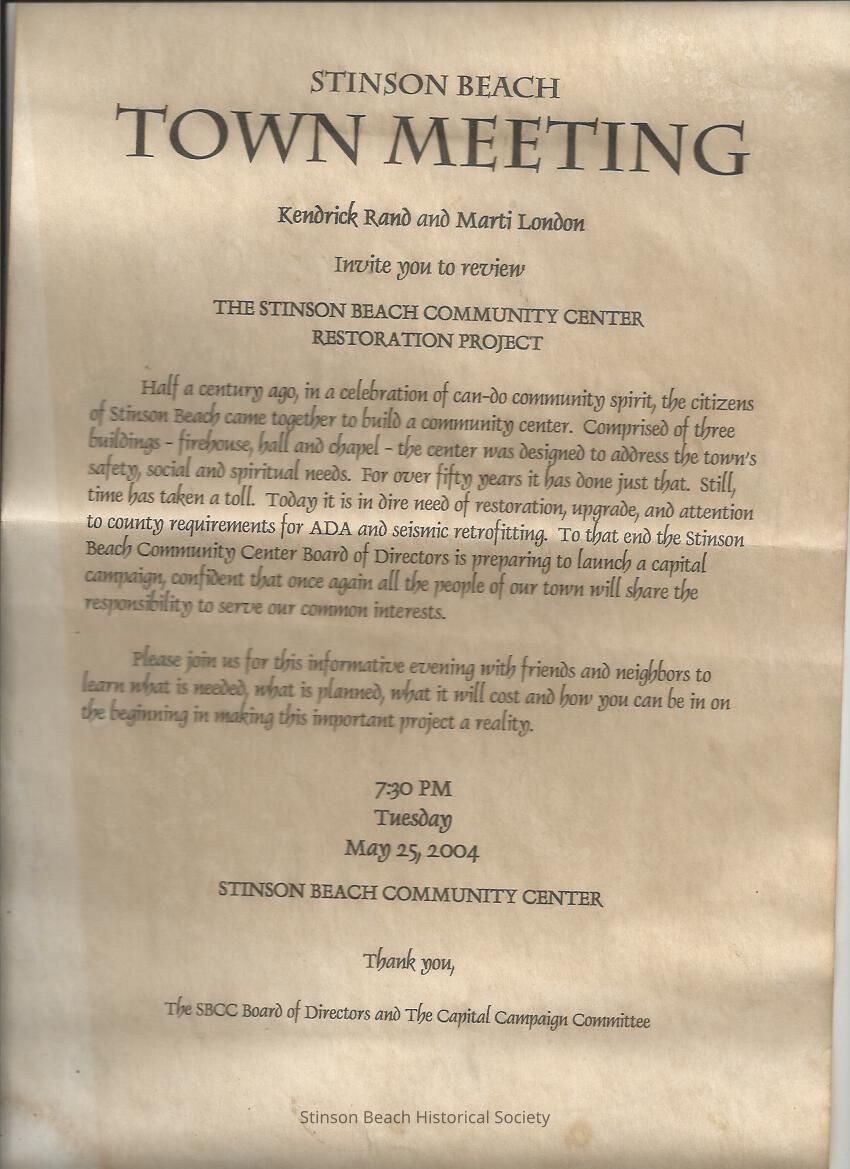 STINSON BEACH
TOWN MEETING
Kendrick Rand and Marti London
Invite you to review
THE STINSON BEACH COMMUNITY CENTER
RESTORATION PROJECT
Half a century ago, in a celebration of can-do community spirit, the citizens
of Stinson Beach came together to build a community center. Comprised of three
buildings - firehouse, hall and chapel - the center was designed to address the town's
safety, social and spiritual needs. For over fifty years it has done just that. Still,
time has taken a toll. Today it is in dire need of restoration, upgrade, and attention
to county requirements for ADA and seismic retrofitting. To that end the Stinson
Beach Community Center Board of Directors is preparing to launch a capital
campaign, confident that once again all the people of our town will share the
responsibility to serve our common interests.
Please join us for this informative evening with friends and neighbors to
learn what is needed, what is planned, what it will cost and how you can be in on
the beginning in making this important project a reality.
7:30 PM
Tuesday
May 25, 2004
STINSON BEACH COMMUNITY CENTER
Thank you,
The SBCC Board of Directors and The Capital Campaign Committee
Stinson Beach Historical Society